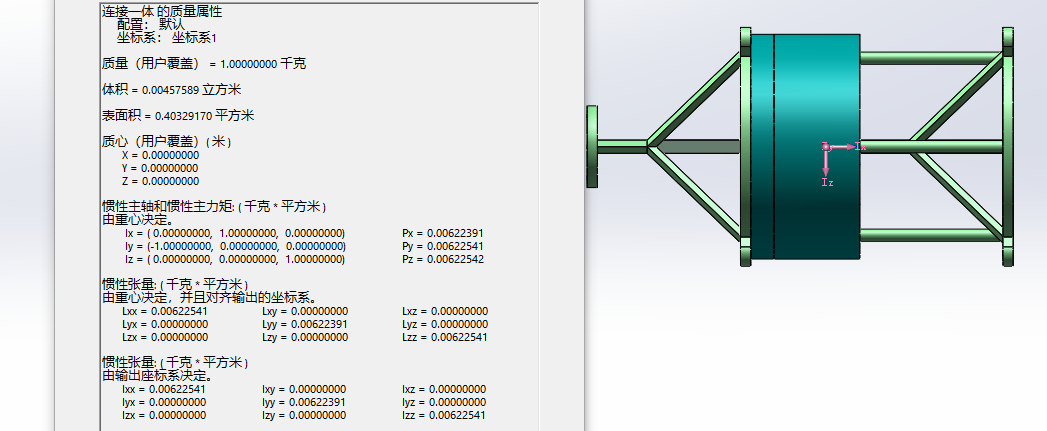 连接一体 的质量属性
配置： 默认
坐标系： 坐标系1
质量（用户覆盖） = 1.00000000 千克
体积 = 0.00457589 立方米
表面积 = 0.40329170 平方米
质心（用户覆盖）( 米 )
X = 0.00000000
Y = 0.00000000
Z = 0.00000000
惯性主轴和惯性主力矩: ( 千克 * 平方米 )
由重心决定。
Ix = ( 0.00000000, 1.00000000, 0.00000000) Px = 0.00622391
Iy = (-1.00000000, 0.00000000, 0.00000000) Py = 0.00622541
Iz = ( 0.00000000, 0.00000000, 1.00000000) Pz = 0.00622542
惯性张量: ( 千克 * 平方米 )
由重心决定，并且对齐输出的坐标系。
Lxx = 0.00622541 Lxy = 0.00000000 Lxz = 0.00000000
Lyx = 0.00000000 Lyy = 0.00622391 Lyz = 0.00000000
Lzx = 0.00000000 Lzy = 0.00000000 Lzz = 0.00622541
惯性张量: ( 千克 * 平方米 )
由输出座标系决定。
Ixx = 0.00622541 Ixy = 0.00000000 Ixz = 0.00000000
Iyx = 0.00000000 Iyy = 0.00622391 Iyz = 0.00000000
Izx = 0.00000000 Izy = 0.00000000 Izz = 0.00622541
Ix
Iz